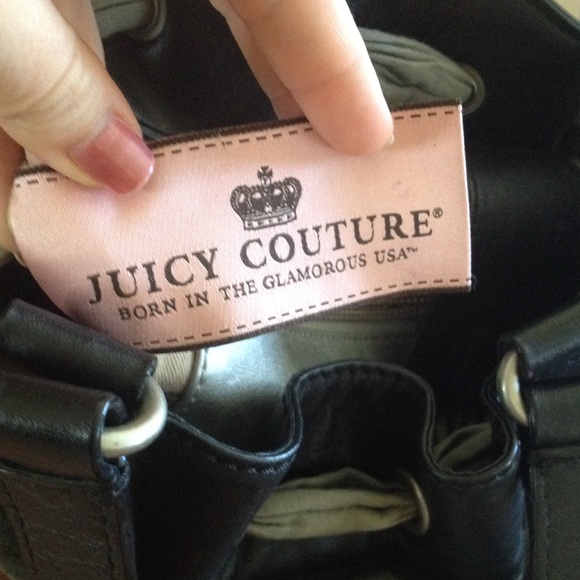 JUICY COUTURE®
BORN IN THE GLAMOROUS USA™